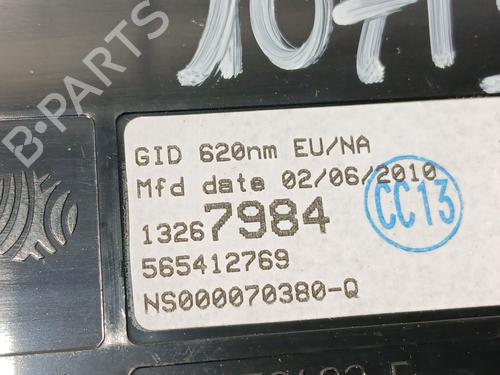 B-PARTS
GID 620nm EU/NA
Mfd date 02/06/2010
13267984
CC13
565412769
NS000070380-Q